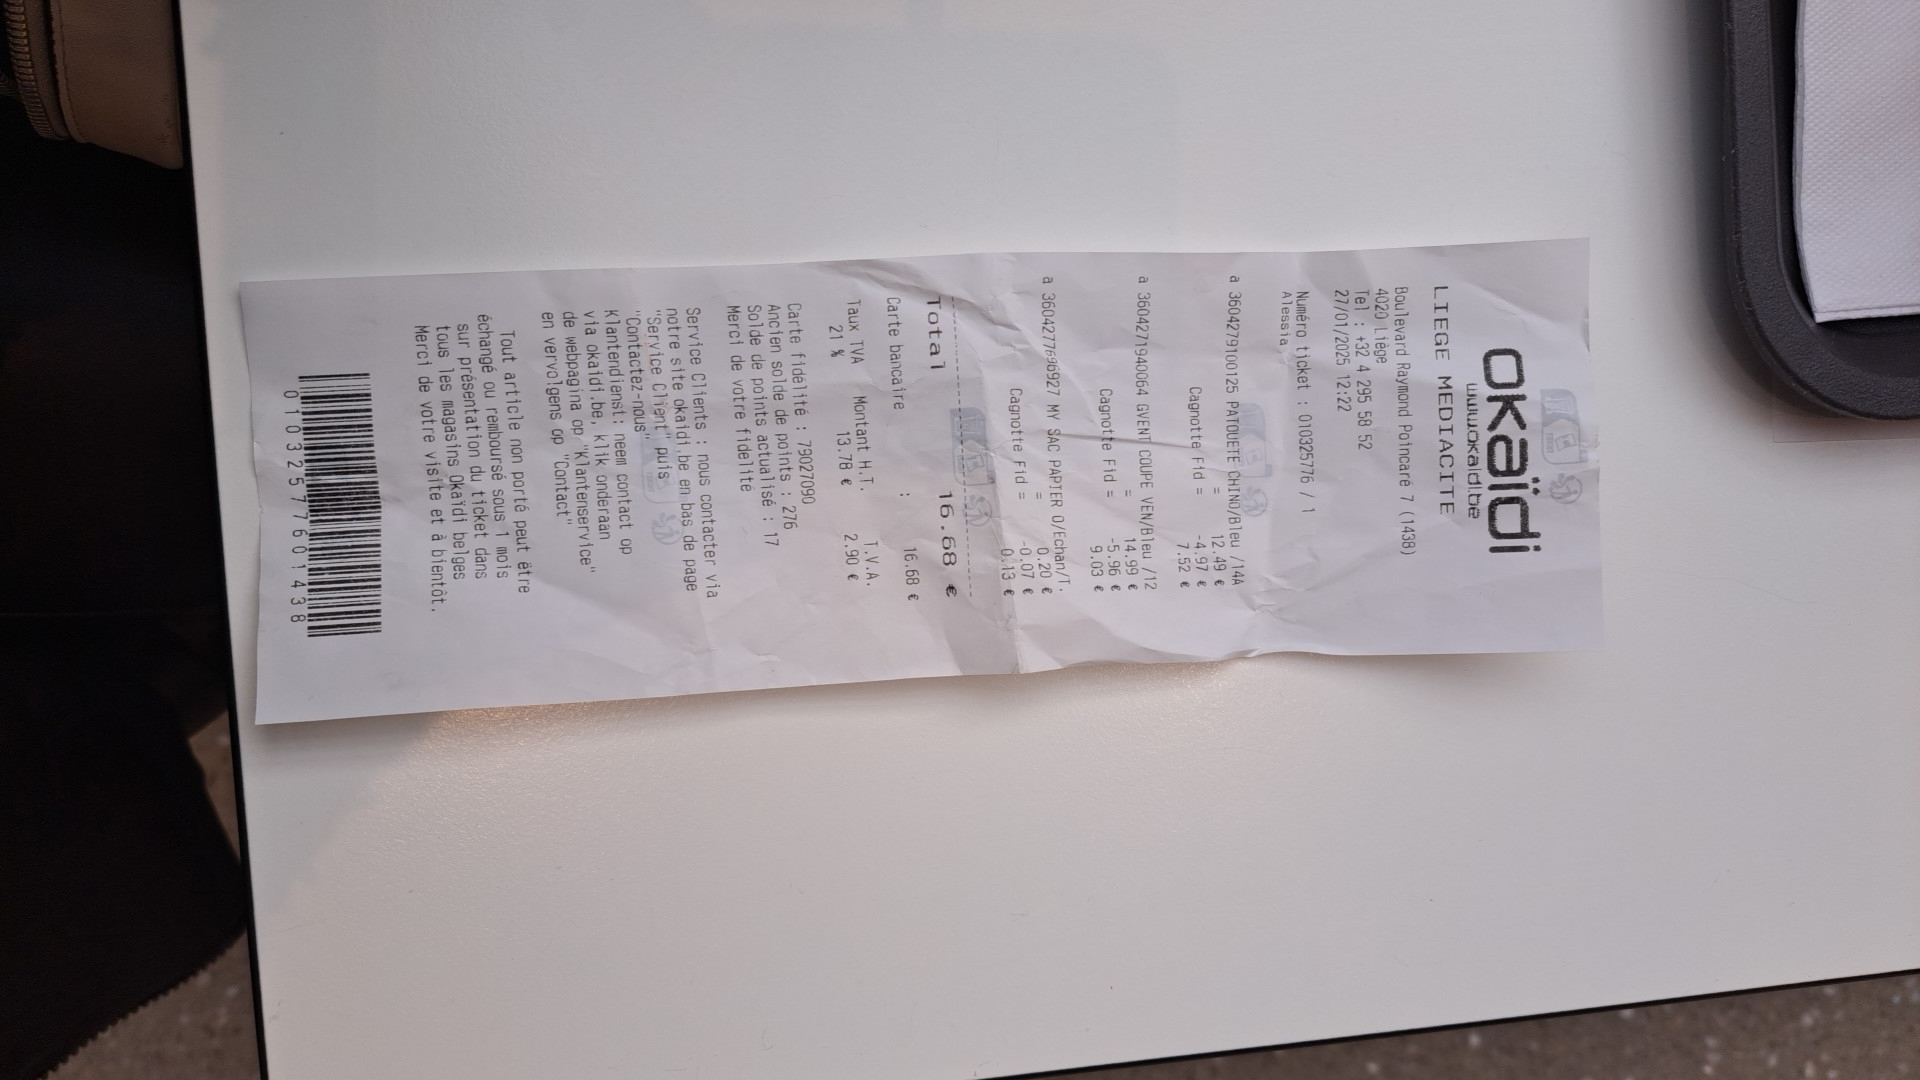 okaïdi
www.okaidi.be
LIEGE MEDIACITE
Boulevard Raymond Poincaré 7 (1438)
4020 Liège
Tel : +32 4 295 58 52
27/01/2025 12:22
Numéro ticket : 010325776 / 1
Alessia
a 3604279100125 PATOUETE CHINO/Bleu /14A
= 12.49 €
Cagnotte Fid = -4.97 €
7.52 €
a 3604271940064 GVENT COUPE VEN/Bleu /12
= 14.99 €
Cagnotte Fid = -5.96 €
9.03 €
a 3604277696927 MY SAC PAPIER O/Echan/T.
= 0.20 €
Cagnotte Fid = -0.07 €
0.13 €
Total 16.68 €
Carte bancaire : 16.68 €
Taux TVA Montant H.T. T.V.A.
21 % 13.78 € 2.90 €
Carte fidélité : 79027090
Ancien solde de points : 276
Solde de points actualisé : 17
Merci de votre fidelité
Service Clients : nous contacter via
notre site okaidi.be en bas de page
"Service Client" puis
"Contactez-nous"
Klantendienst: neem contact op
via okaidi.be, klik onderaan
de webpagina op "Klantenservice"
en vervolgens op "Contact"
Tout article non porté peut être
échangé ou remboursé sous 1 mois
sur présentation du ticket dans
tous les magasins Okaïdi belges
Merci de votre visite et à bientôt.
01032577601438